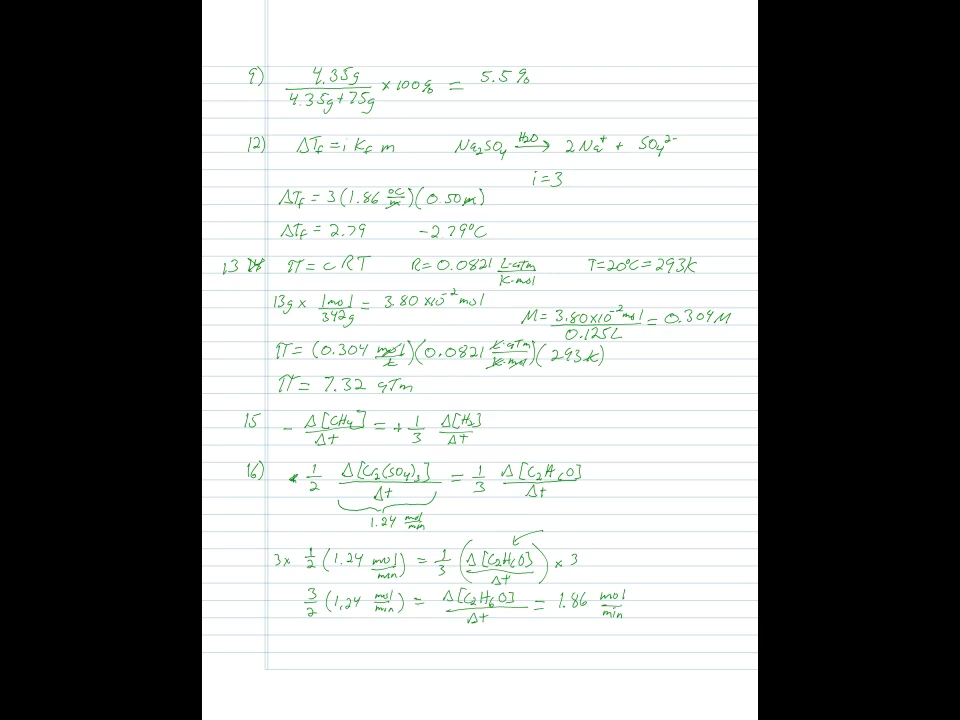 9) 4.35g / 4.35g+75g × 100% = 5.5%
12) ΔTf = i Kf m Na2SO4 —H2O→ 2Na+ + SO4^2-
i=3
ΔTf = 3(1.86 °C/m)(0.50m)
ΔTf = 2.79 -2.79°C
13 π = cRT R=0.0821 L·atm/K·mol T=20°C=293K
13g × 1mol/342g = 3.80×10^-2 mol
M = 3.80×10^-2 mol / 0.125L = 0.304M
π = (0.304 mol/L)(0.0821 L·atm/K·mol)(293K)
π = 7.32 atm
15 - Δ[CH4]/Δt = + 1/3 Δ[H2]/Δt
16) 1/2 Δ[Cr2(SO4)3]/Δt = 1/3 Δ[C2H6O]/Δt
1.24 mol/min
3× 1/2 (1.24 mol/min) = 1/3 (Δ[C2H6O]/Δt) × 3
3/2 (1.24 mol/min) = Δ[C2H6O]/Δt = 1.86 mol/min